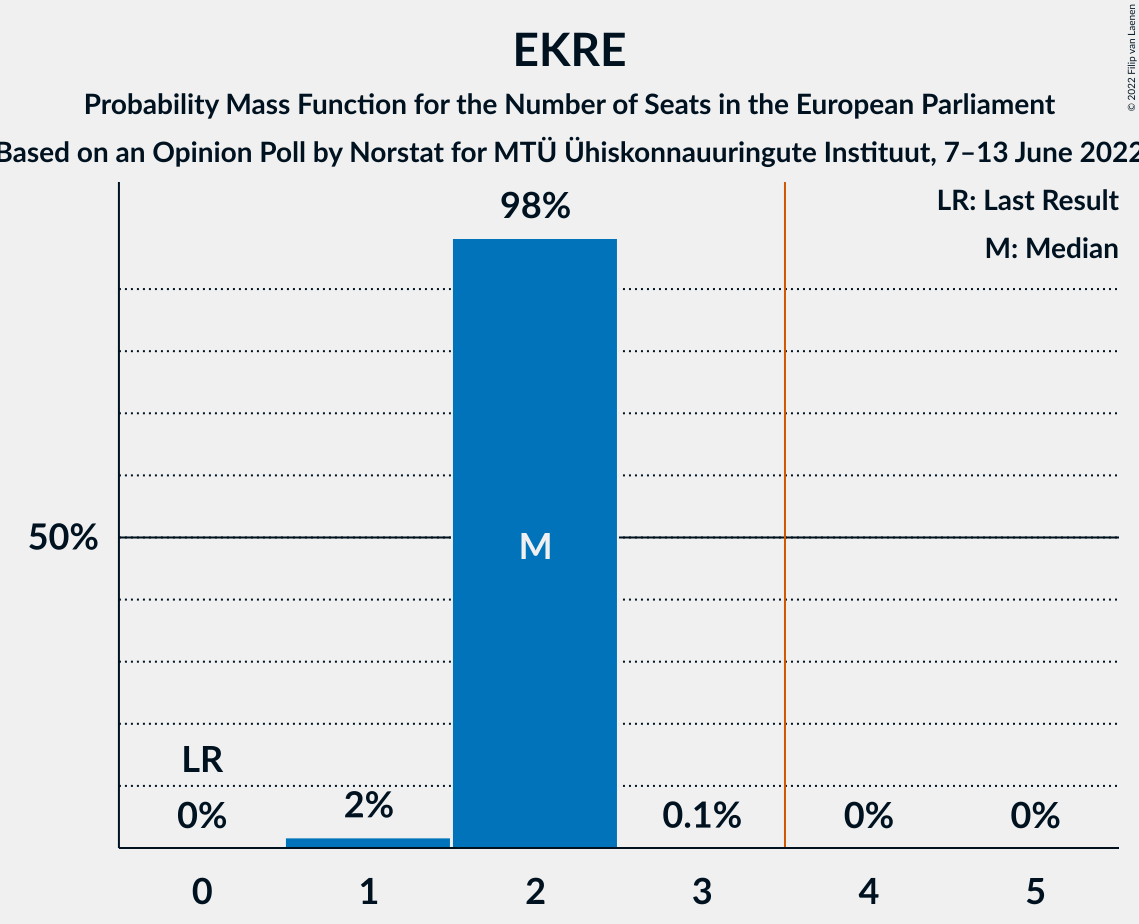 EKRE
Probability Mass Function for the Number of Seats in the European Parliament
Based on an Opinion Poll by Norstat for MTÜ Ühiskonnauuringute Instituut, 7–13 June 2022
© 2022 Filip van Laenen
LR: Last Result
M: Median
98%
50%
M
LR
0%
2%
0.1%
0%
0%
0
1
2
3
4
5